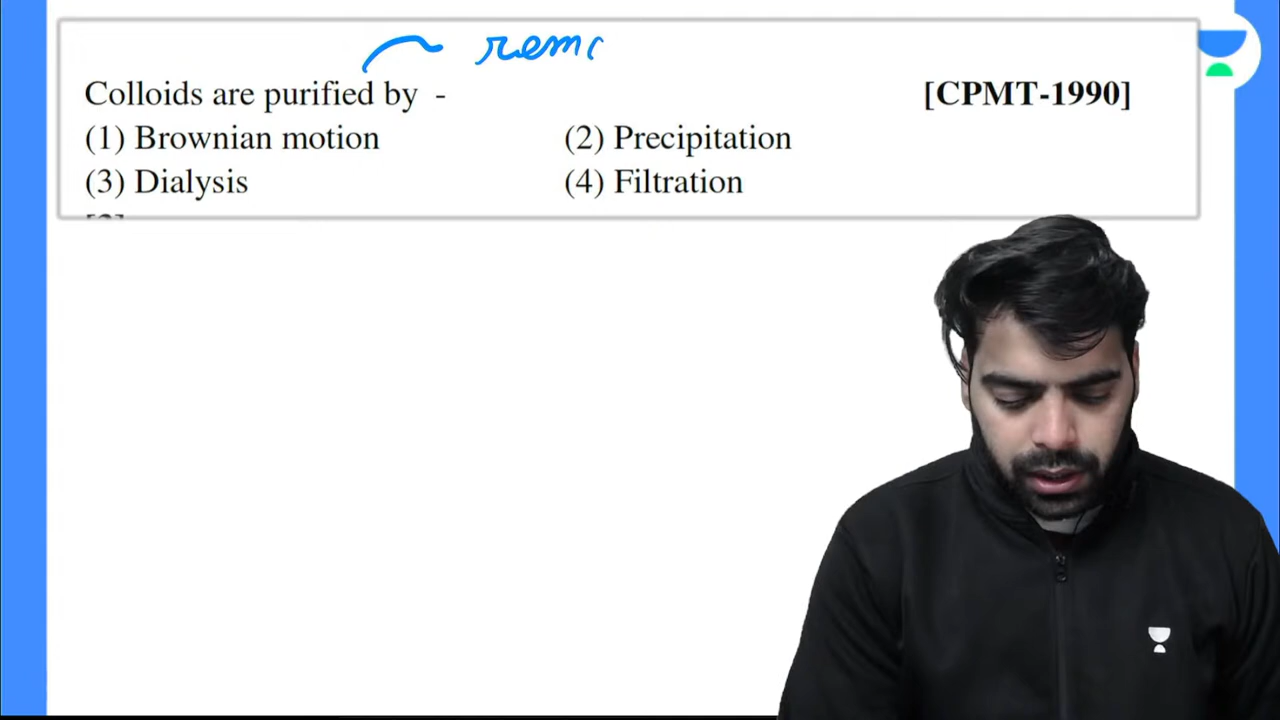 remo
Colloids are purified by - [CPMT-1990]
(1) Brownian motion (2) Precipitation
(3) Dialysis (4) Filtration